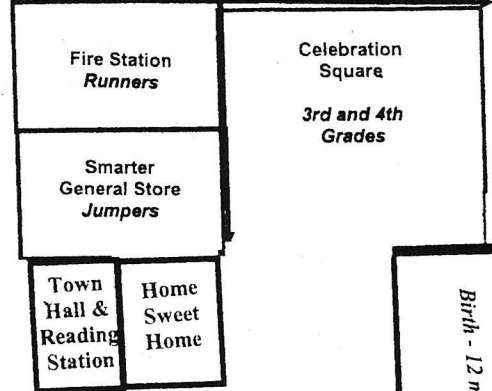 Fire Station
Runners
Celebration
Square
3rd and 4th
Grades
Smarter
General Store
Jumpers
Town
Hall &
Reading
Station
Home
Sweet
Home
Birth - 12